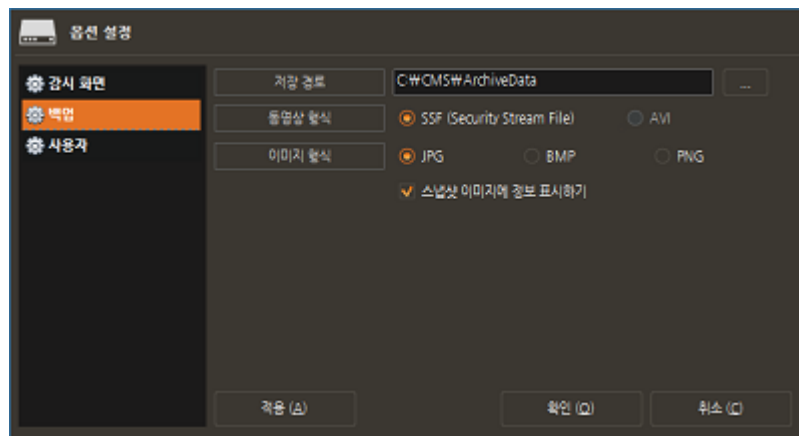 옵션 설정
감시 화면
백업
사용자
저장 경로
C:₩CMS₩ArchiveData
...
동영상 형식
SSF (Security Stream File)
AVI
이미지 형식
JPG
BMP
PNG
스냅샷 이미지에 정보 표시하기
적용 (A)
확인 (O)
취소 (C)